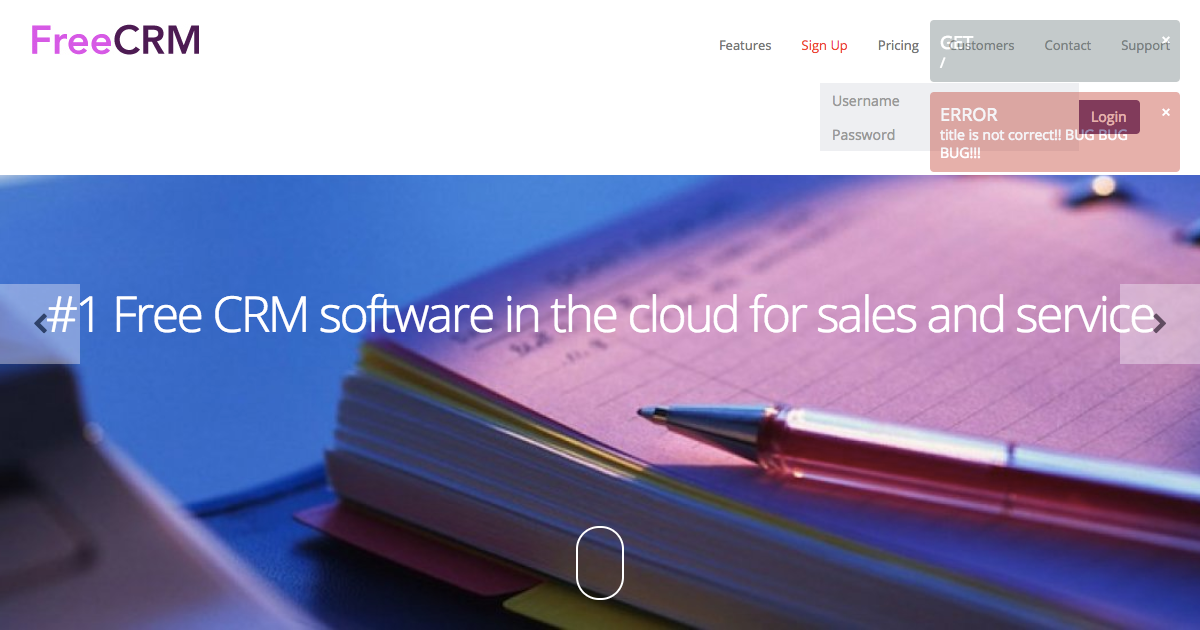 FreeCRM
Features Sign Up Pricing Customers Contact Support
GET ×
/
Username
Password
Login
ERROR ×
title is not correct!! BUG BUG
BUG!!!
#1 Free CRM software in the cloud for sales and service